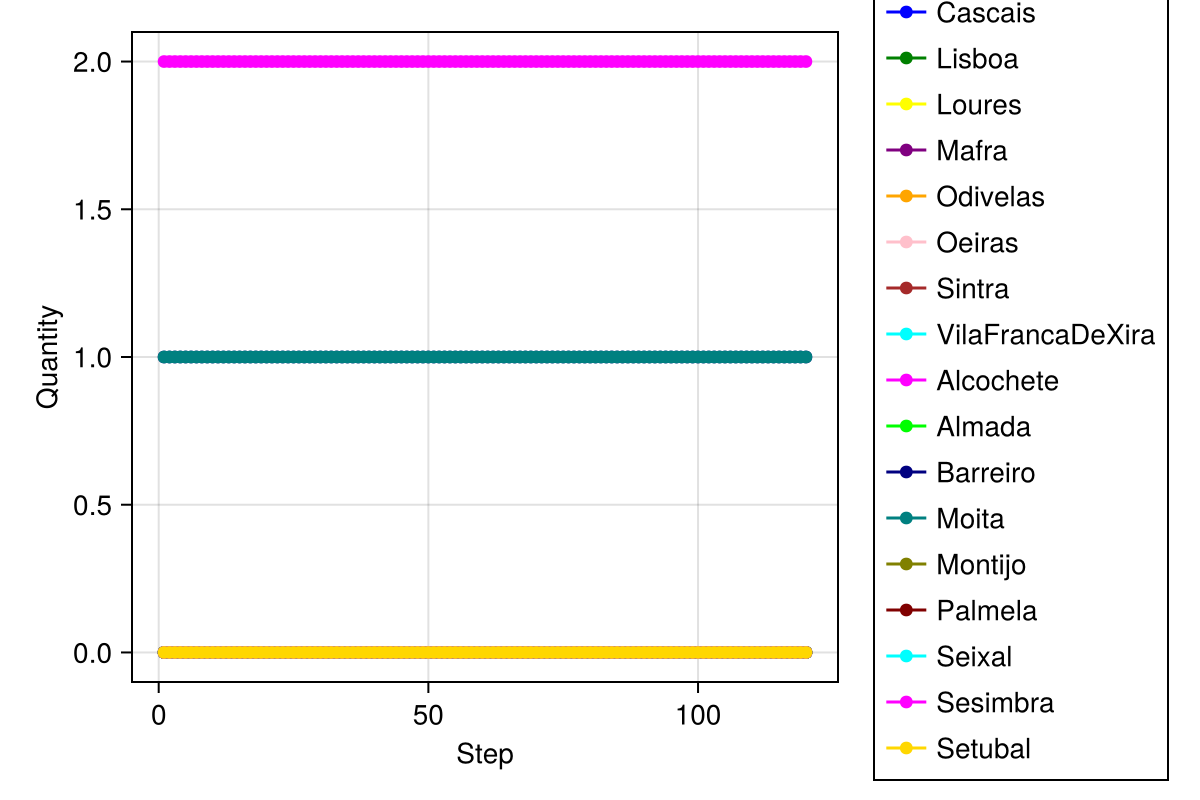 2.0
1.5
1.0
0.5
0.0
Quantity
0 50 100
Step
Cascais
Lisboa
Loures
Mafra
Odivelas
Oeiras
Sintra
VilaFrancaDeXira
Alcochete
Almada
Barreiro
Moita
Montijo
Palmela
Seixal
Sesimbra
Setubal